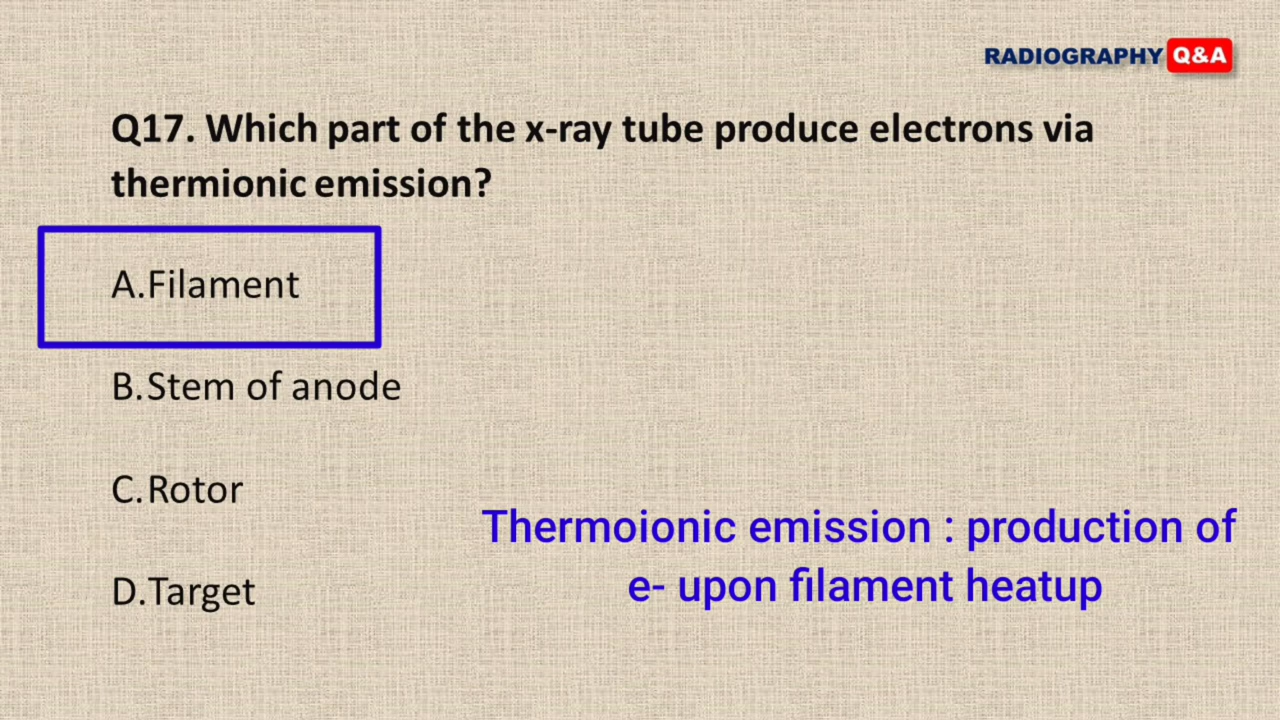 RADIOGRAPHY Q&A
Q17. Which part of the x-ray tube produce electrons via
thermionic emission?
A.Filament
B.Stem of anode
C.Rotor
D.Target
Thermoionic emission : production of
e- upon filament heatup